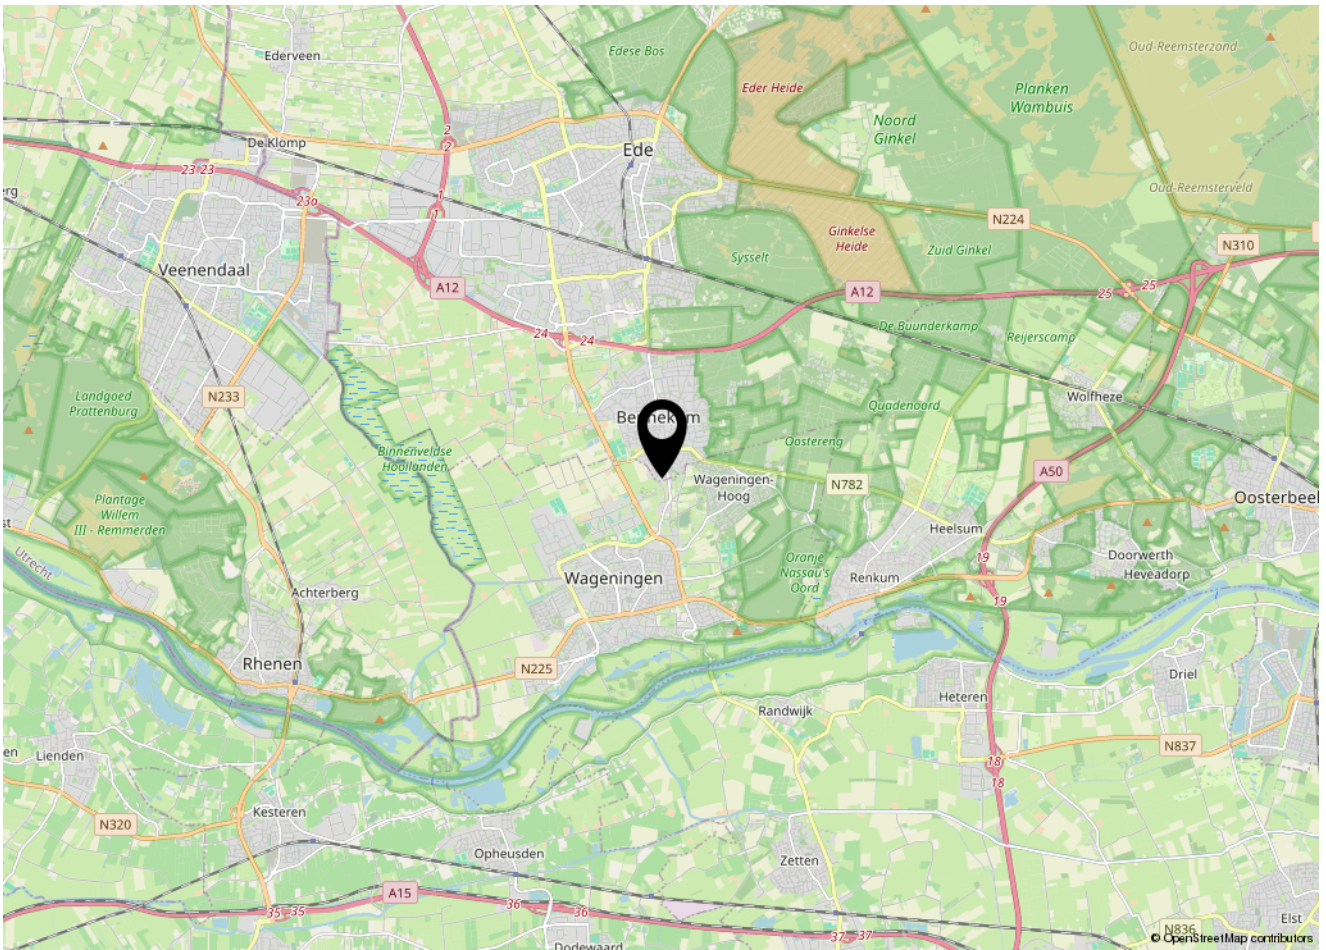 Ederveen
Edese Bos
Oud-Reemsterzand
Eder Heide
Planken
Wambuis
Noord
Ginkel
2
2
De Klomp
Ede
23 23
23a
1
1
Oud-Reemsterveld
N224
Ginkelse
Heide
Zuid Ginkel
N310
Sysselt
Veenendaal
A12
A12
25
25
24
24
De Buunderkamp
Reijerscamp
Landgoed
Prattenburg
N233
Wolfheze
Quadenoord
Oostereng
Binnenveldse
Hooilanden
Wageningen-
Hoog
N782
A50
Oosterbeek
Plantage
Willem
III - Remmerden
Heelsum
Doorwerth
Heveadorp
19
19
Utrecht
Wageningen
Oranje
Nassau's
Oord
Renkum
Achterberg
Rhenen
N225
Driel
Heteren
Randwijk
Lienden
N837
18
18
Kesteren
N320
Opheusden
Zetten
A15
35
35
36
36
37
37
Elst
N836
Dodewaard
© OpenStreetMap contributors